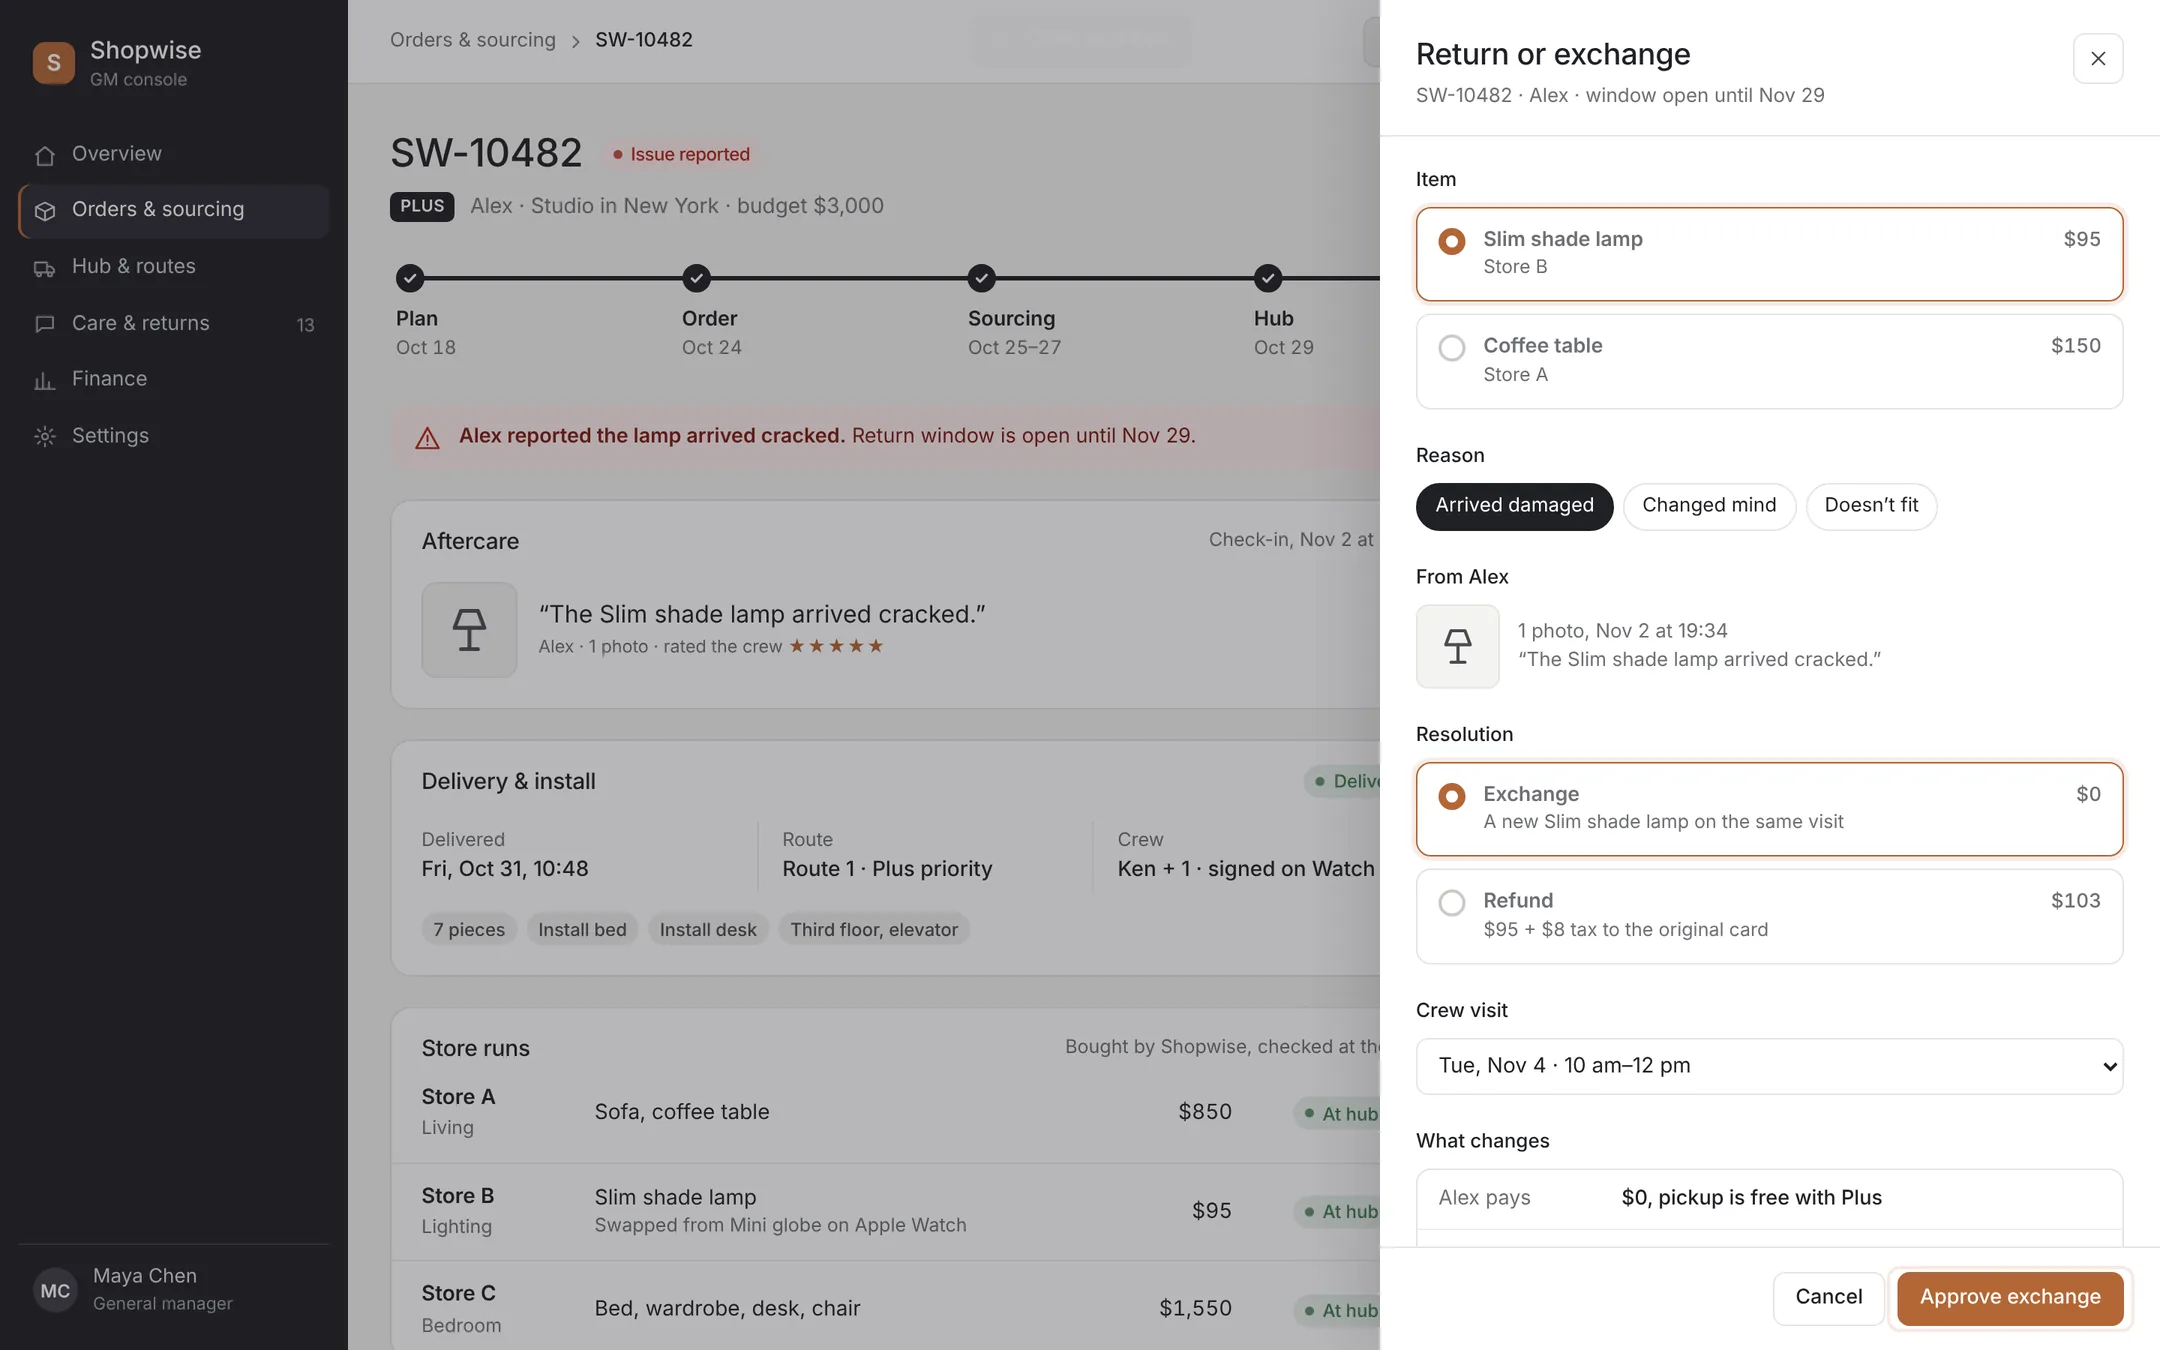 S
Shopwise
GM console
Overview
Orders & sourcing
Hub & routes
Care & returns 13
Finance
Settings
MC
Maya Chen
General manager
Orders & sourcing › SW-10482
SW-10482 Issue reported
PLUS Alex · Studio in New York · budget $3,000
Plan Order Sourcing Hub
Oct 18 Oct 24 Oct 25–27 Oct 29
Alex reported the lamp arrived cracked. Return window is open until Nov 29.
Aftercare Check-in, Nov 2 at
“The Slim shade lamp arrived cracked.”
Alex · 1 photo · rated the crew ★★★★★
Delivery & install
Delivered Route Crew
Fri, Oct 31, 10:48 Route 1 · Plus priority Ken + 1 · signed on Watch
7 pieces Install bed Install desk Third floor, elevator
Store runs Bought by Shopwise, checked at
Store A Sofa, coffee table $850 At hub
Living
Store B Slim shade lamp $95 At hub
Lighting Swapped from Mini globe on Apple Watch
Store C Bed, wardrobe, desk, chair $1,550 At hub
Bedroom
Return or exchange
SW-10482 · Alex · window open until Nov 29
Item
Slim shade lamp $95
Store B
Coffee table $150
Store A
Reason
Arrived damaged Changed mind Doesn’t fit
From Alex
1 photo, Nov 2 at 19:34
“The Slim shade lamp arrived cracked.”
Resolution
Exchange $0
A new Slim shade lamp on the same visit
Refund $103
$95 + $8 tax to the original card
Crew visit
Tue, Nov 4 · 10 am–12 pm
What changes
Alex pays $0, pickup is free with Plus
Cancel Approve exchange